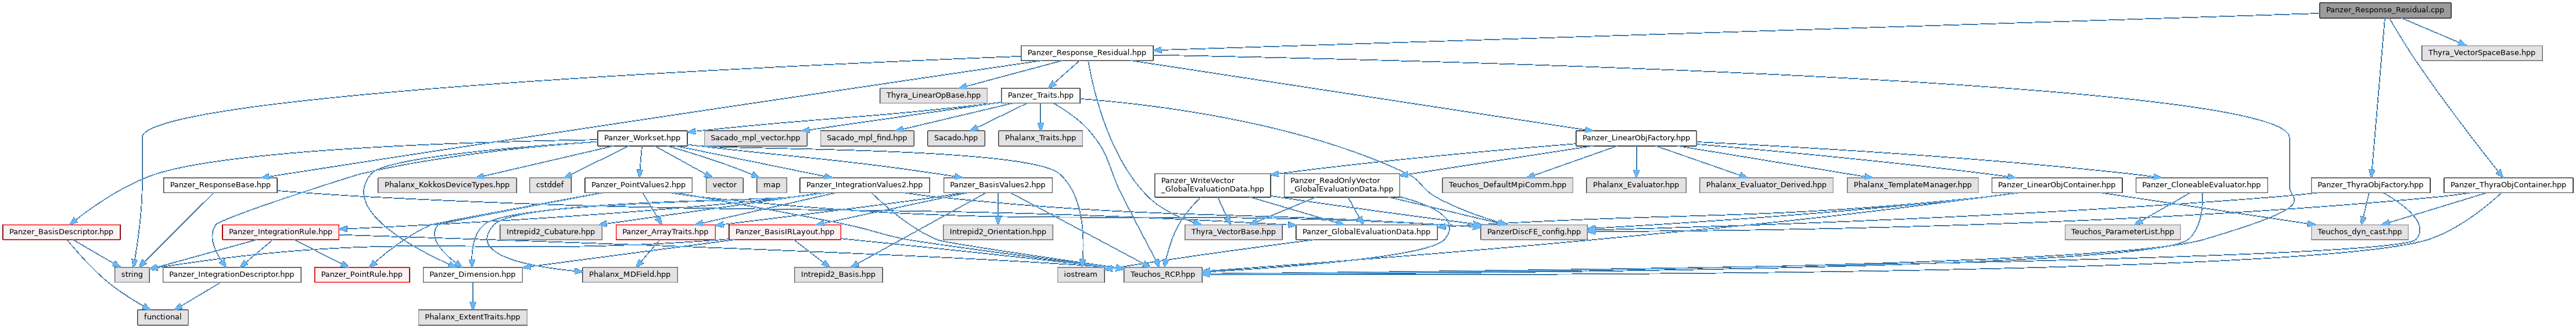 Panzer_Response_Residual.cpp
Panzer_Response_Residual.hpp
Thyra_VectorSpaceBase.hpp
Thyra_LinearOpBase.hpp
Panzer_Traits.hpp
Panzer_Workset.hpp
Sacado_mpl_vector.hpp
Sacado_mpl_find.hpp
Sacado.hpp
Phalanx_Traits.hpp
Panzer_LinearObjFactory.hpp
Panzer_ResponseBase.hpp
Phalanx_KokkosDeviceTypes.hpp
cstddef
Panzer_PointValues2.hpp
vector
map
Panzer_IntegrationValues2.hpp
Panzer_BasisValues2.hpp
Panzer_WriteVector
_GlobalEvaluationData.hpp
Panzer_ReadOnlyVector
_GlobalEvaluationData.hpp
Teuchos_DefaultMpiComm.hpp
Phalanx_Evaluator.hpp
Phalanx_Evaluator_Derived.hpp
Phalanx_TemplateManager.hpp
Panzer_LinearObjContainer.hpp
Panzer_CloneableEvaluator.hpp
Panzer_ThyraObjFactory.hpp
Panzer_ThyraObjContainer.hpp
Panzer_BasisDescriptor.hpp
Panzer_IntegrationRule.hpp
Intrepid2_Cubature.hpp
Panzer_ArrayTraits.hpp
Panzer_BasisIRLayout.hpp
Intrepid2_Orientation.hpp
Thyra_VectorBase.hpp
Panzer_GlobalEvaluationData.hpp
PanzerDiscFE_config.hpp
Teuchos_ParameterList.hpp
Teuchos_dyn_cast.hpp
string
Panzer_IntegrationDescriptor.hpp
Panzer_PointRule.hpp
Panzer_Dimension.hpp
Phalanx_MDField.hpp
Intrepid2_Basis.hpp
iostream
Teuchos_RCP.hpp
functional
Phalanx_ExtentTraits.hpp